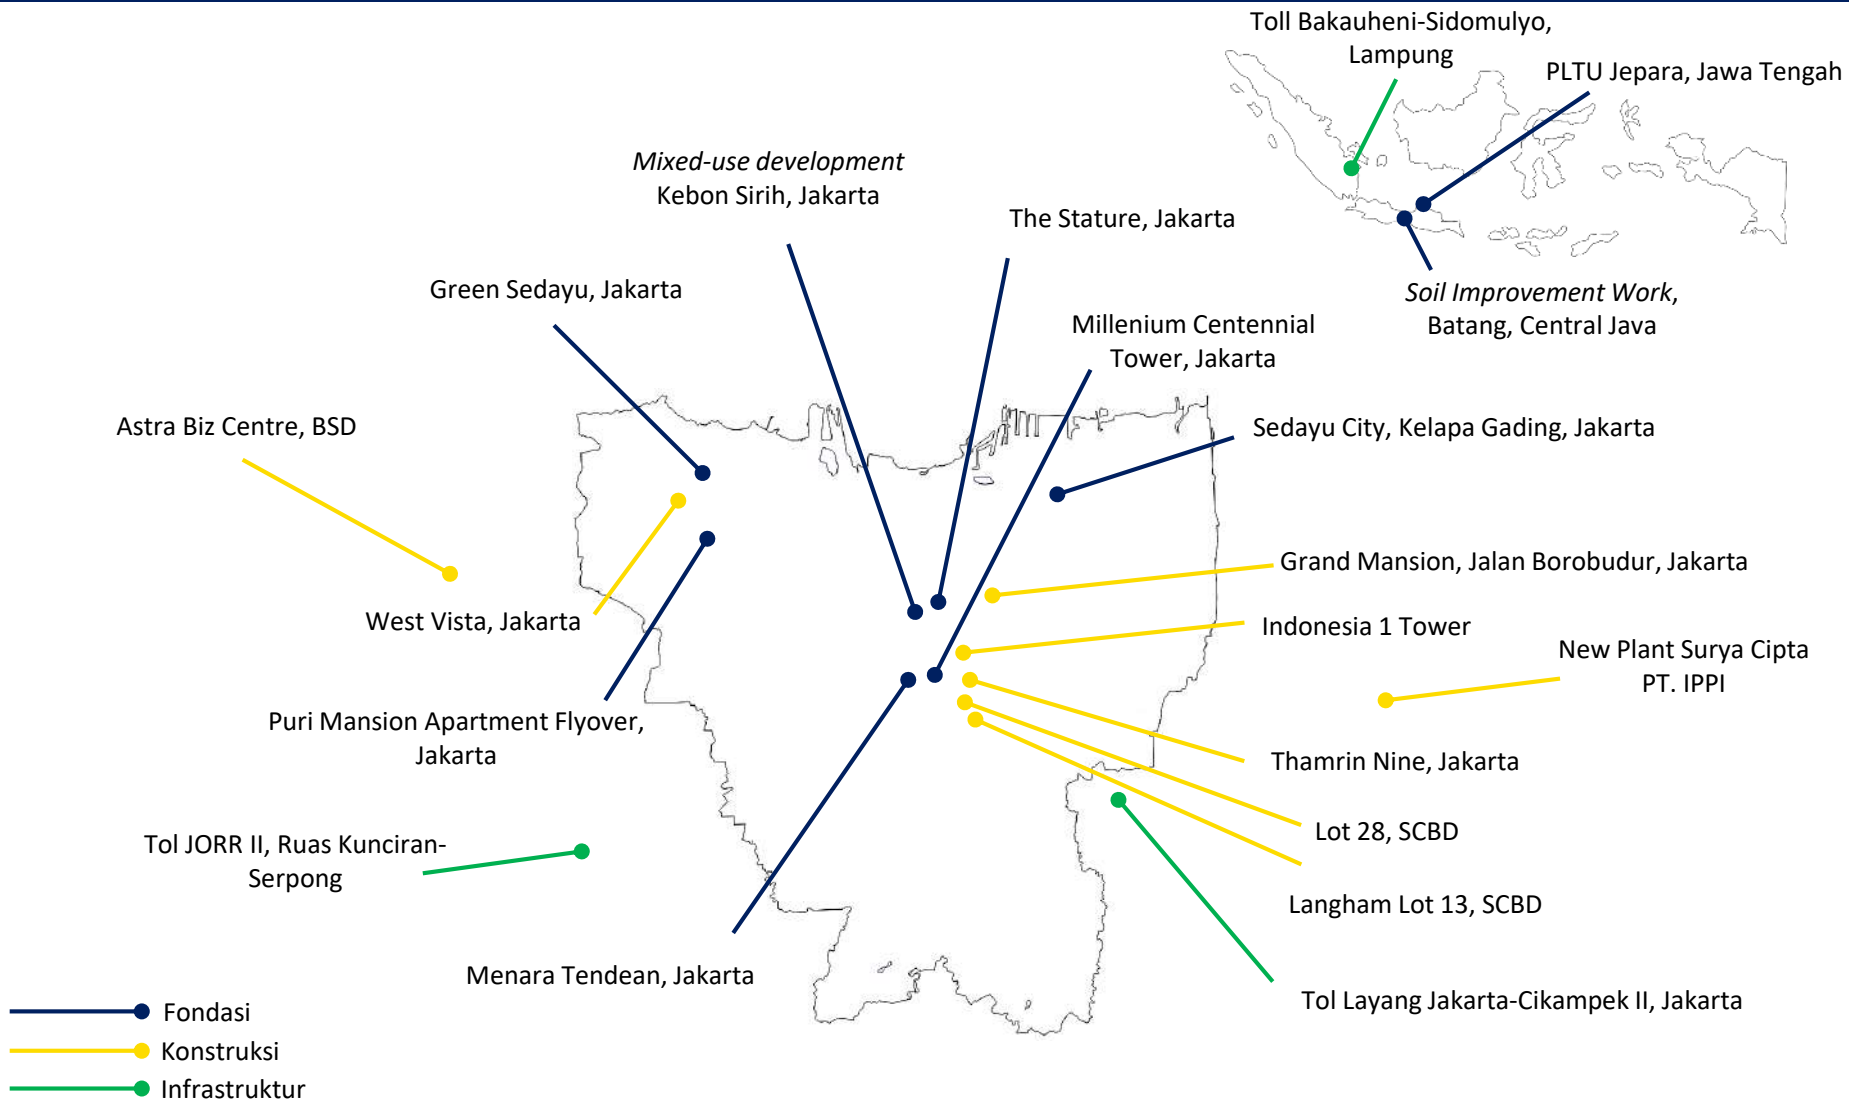 Toll Bakauheni-Sidomulyo,
Lampung
PLTU Jepara, Jawa Tengah
Mixed-use development
Kebon Sirih, Jakarta
The Stature, Jakarta
Green Sedayu, Jakarta
Soil Improvement Work,
Batang, Central Java
Millenium Centennial
Tower, Jakarta
Astra Biz Centre, BSD
Sedayu City, Kelapa Gading, Jakarta
Grand Mansion, Jalan Borobudur, Jakarta
West Vista, Jakarta
Indonesia 1 Tower
New Plant Surya Cipta
PT. IPPI
Puri Mansion Apartment Flyover,
Jakarta
Thamrin Nine, Jakarta
Lot 28, SCBD
Tol JORR II, Ruas Kunciran-
Serpong
Langham Lot 13, SCBD
Menara Tendean, Jakarta
Tol Layang Jakarta-Cikampek II, Jakarta
Fondasi
Konstruksi
Infrastruktur